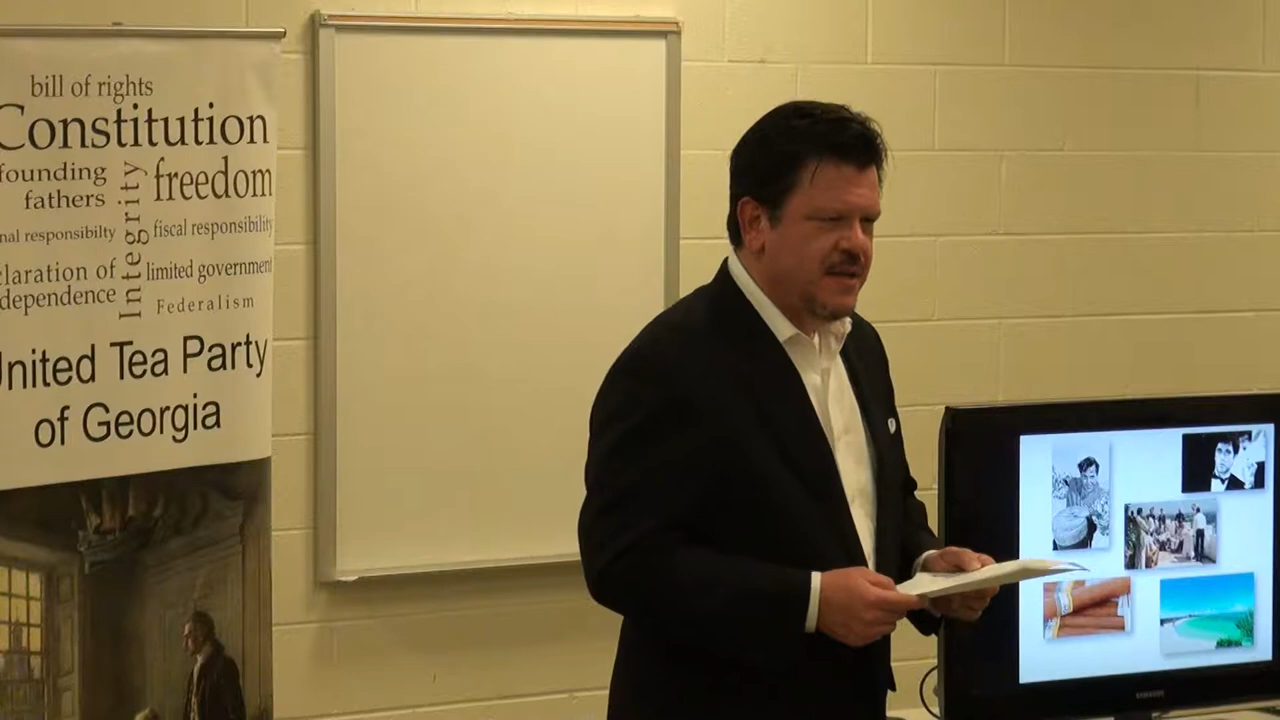 bill of rights
Constitution
founding
fathers
Integrity
freedom
nal responsibilty
fiscal responsibility
claration of
dependence
limited government
Federalism
United Tea Party
of Georgia
SAMSUNG